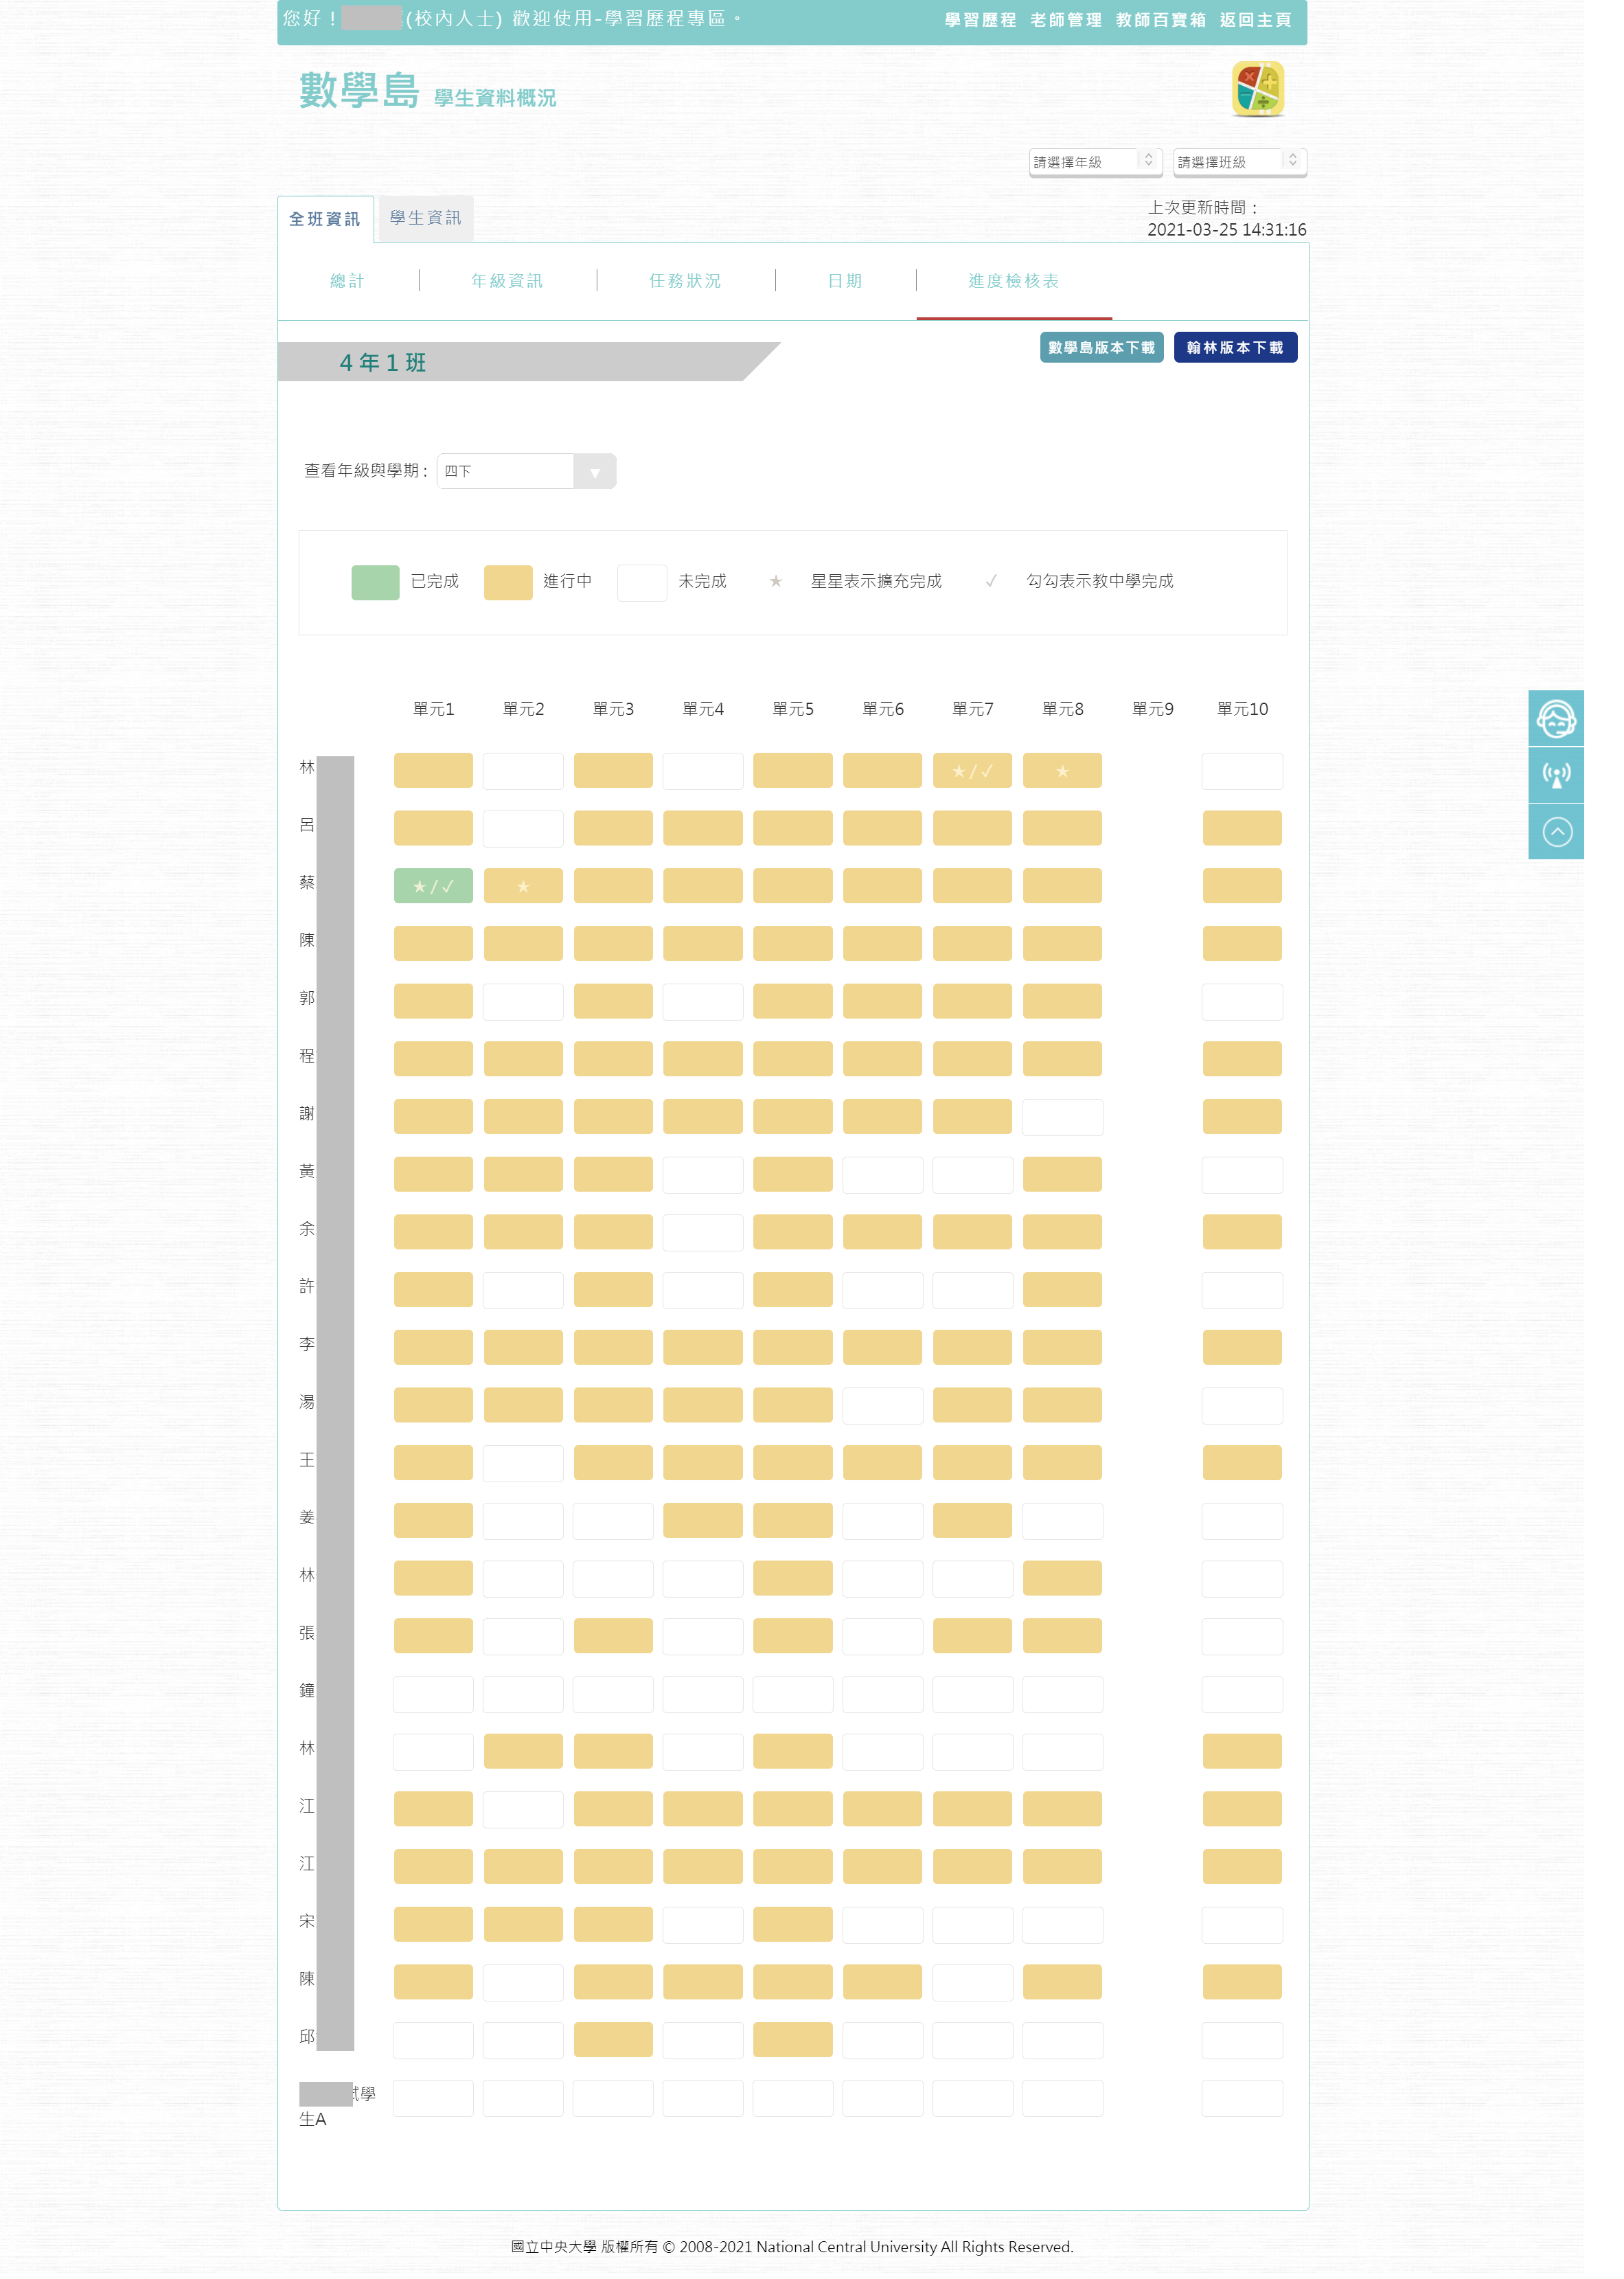 您好！ (校內人士) 歡迎使用-學習歷程專區。 學習歷程 老師管理 教師百寶箱 返回主頁
數學島 學生資料概況
請選擇年級 請選擇班級
全班資訊 學生資訊
上次更新時間：
2021-03-25 14:31:16
總計 年級資訊 任務狀況 日期 進度檢核表
數學島版本下載 翰林版本下載
4 年 1 班
查看年級與學期 : 四下 ▼
已完成 進行中 未完成 ★ 星星表示擴充完成 ✓ 勾勾表示教中學完成
單元1 單元2 單元3 單元4 單元5 單元6 單元7 單元8 單元9 單元10
林 ★/✓ ★
呂
蔡 ★/✓ ★
陳
郭
程
謝
黃
余
許
李
湯
王
姜
林
張
鐘
林
江
江
宋
陳
邱
學
生A
國立中央大學 版權所有 © 2008-2021 National Central University All Rights Reserved.